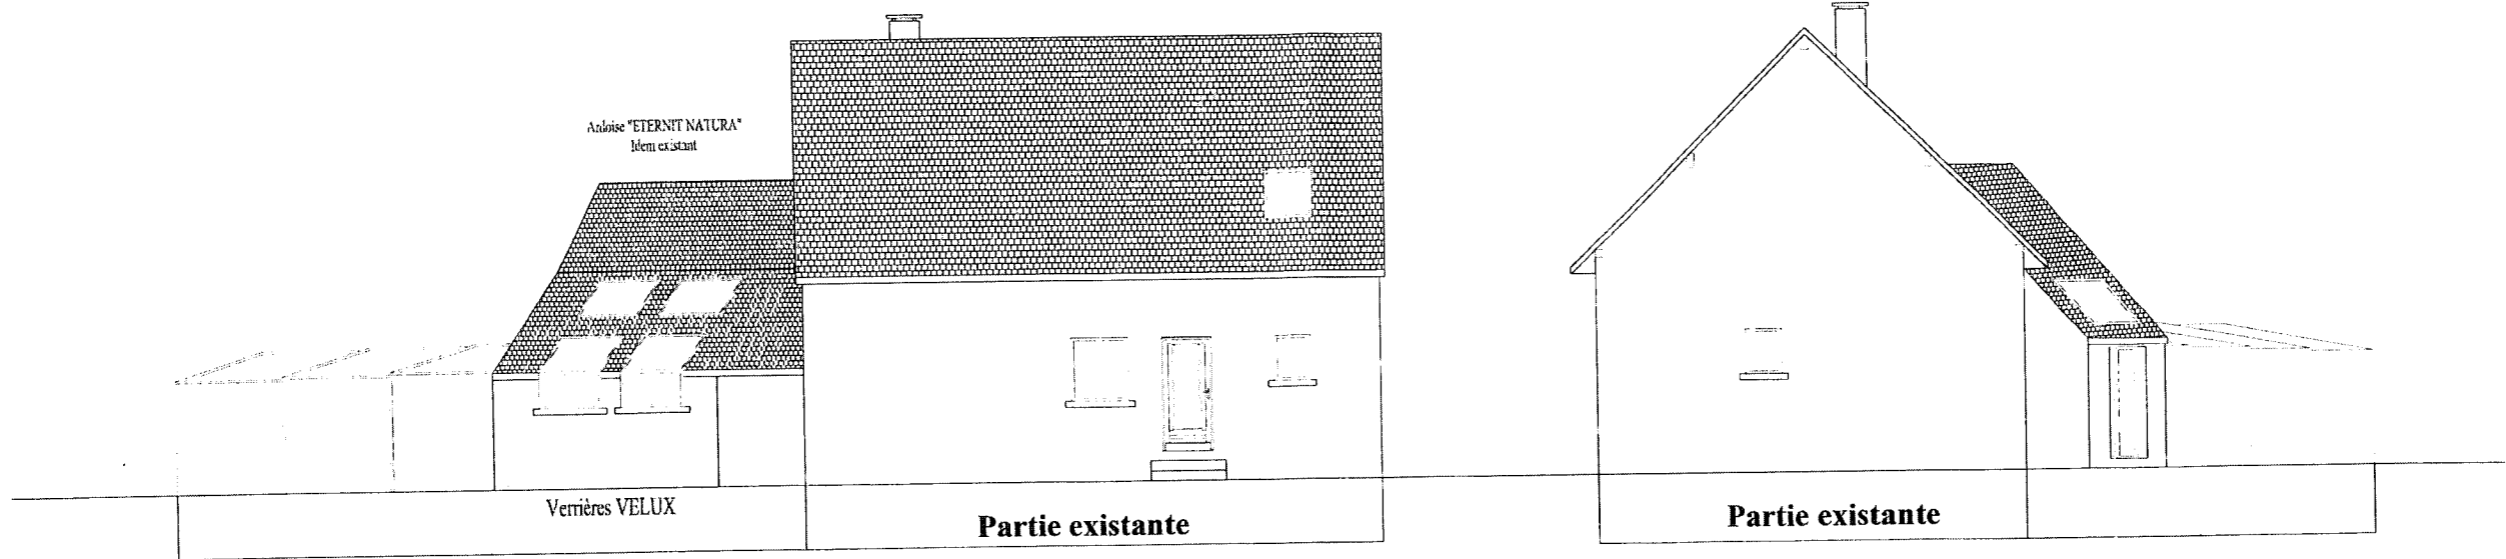 Ardoise "ETERNIT NATURA"
Idem existant
Verrières VELUX
Partie existante
Partie existante